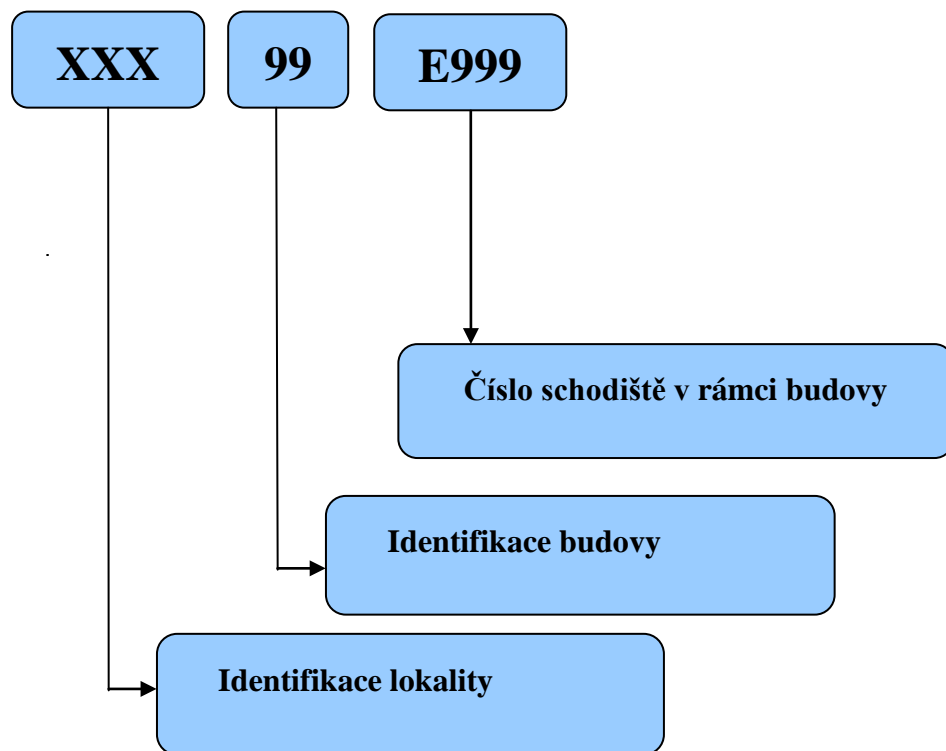 XXX 99 E999
Číslo schodiště v rámci budovy
Identifikace budovy
Identifikace lokality